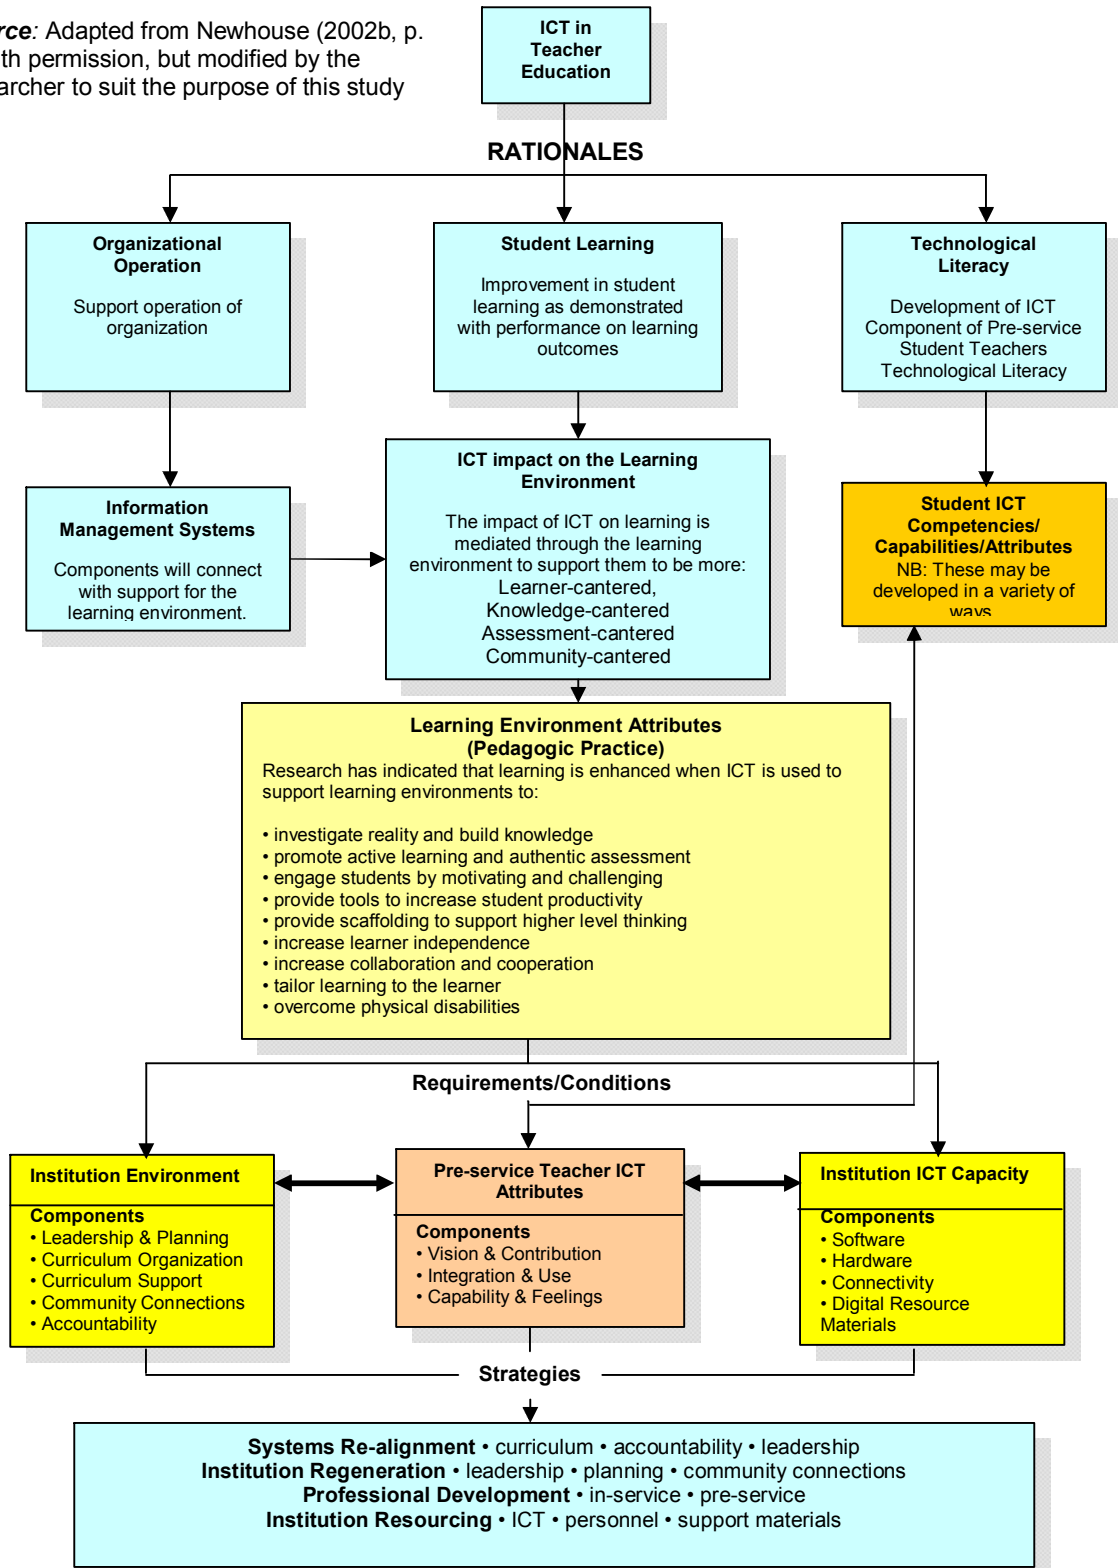 rce: Adapted from Newhouse (2002b, p.
th permission, but modified by the
archer to suit the purpose of this study
ICT in
Teacher
Education
RATIONALES
Organizational
Operation
Support operation of
organization
Student Learning
Improvement in student
learning as demonstrated
with performance on learning
outcomes
Technological
Literacy
Development of ICT
Component of Pre-service
Student Teachers
Technological Literacy
Information
Management Systems
Components will connect
with support for the
learning environment.
ICT impact on the Learning
Environment
The impact of ICT on learning is
mediated through the learning
environment to support them to be more:
Learner-cantered,
Knowledge-cantered
Assessment-cantered
Community-cantered
Student ICT
Competencies/
Capabilities/Attributes
NB: These may be
developed in a variety of
ways
Learning Environment Attributes
(Pedagogic Practice)
Research has indicated that learning is enhanced when ICT is used to
support learning environments to:
• investigate reality and build knowledge
• promote active learning and authentic assessment
• engage students by motivating and challenging
• provide tools to increase student productivity
• provide scaffolding to support higher level thinking
• increase learner independence
• increase collaboration and cooperation
• tailor learning to the learner
• overcome physical disabilities
Requirements/Conditions
Institution Environment
Components
• Leadership & Planning
• Curriculum Organization
• Curriculum Support
• Community Connections
• Accountability
Pre-service Teacher ICT
Attributes
Components
• Vision & Contribution
• Integration & Use
• Capability & Feelings
Institution ICT Capacity
Components
• Software
• Hardware
• Connectivity
• Digital Resource
Materials
Strategies
Systems Re-alignment • curriculum • accountability • leadership
Institution Regeneration • leadership • planning • community connections
Professional Development • in-service • pre-service
Institution Resourcing • ICT • personnel • support materials